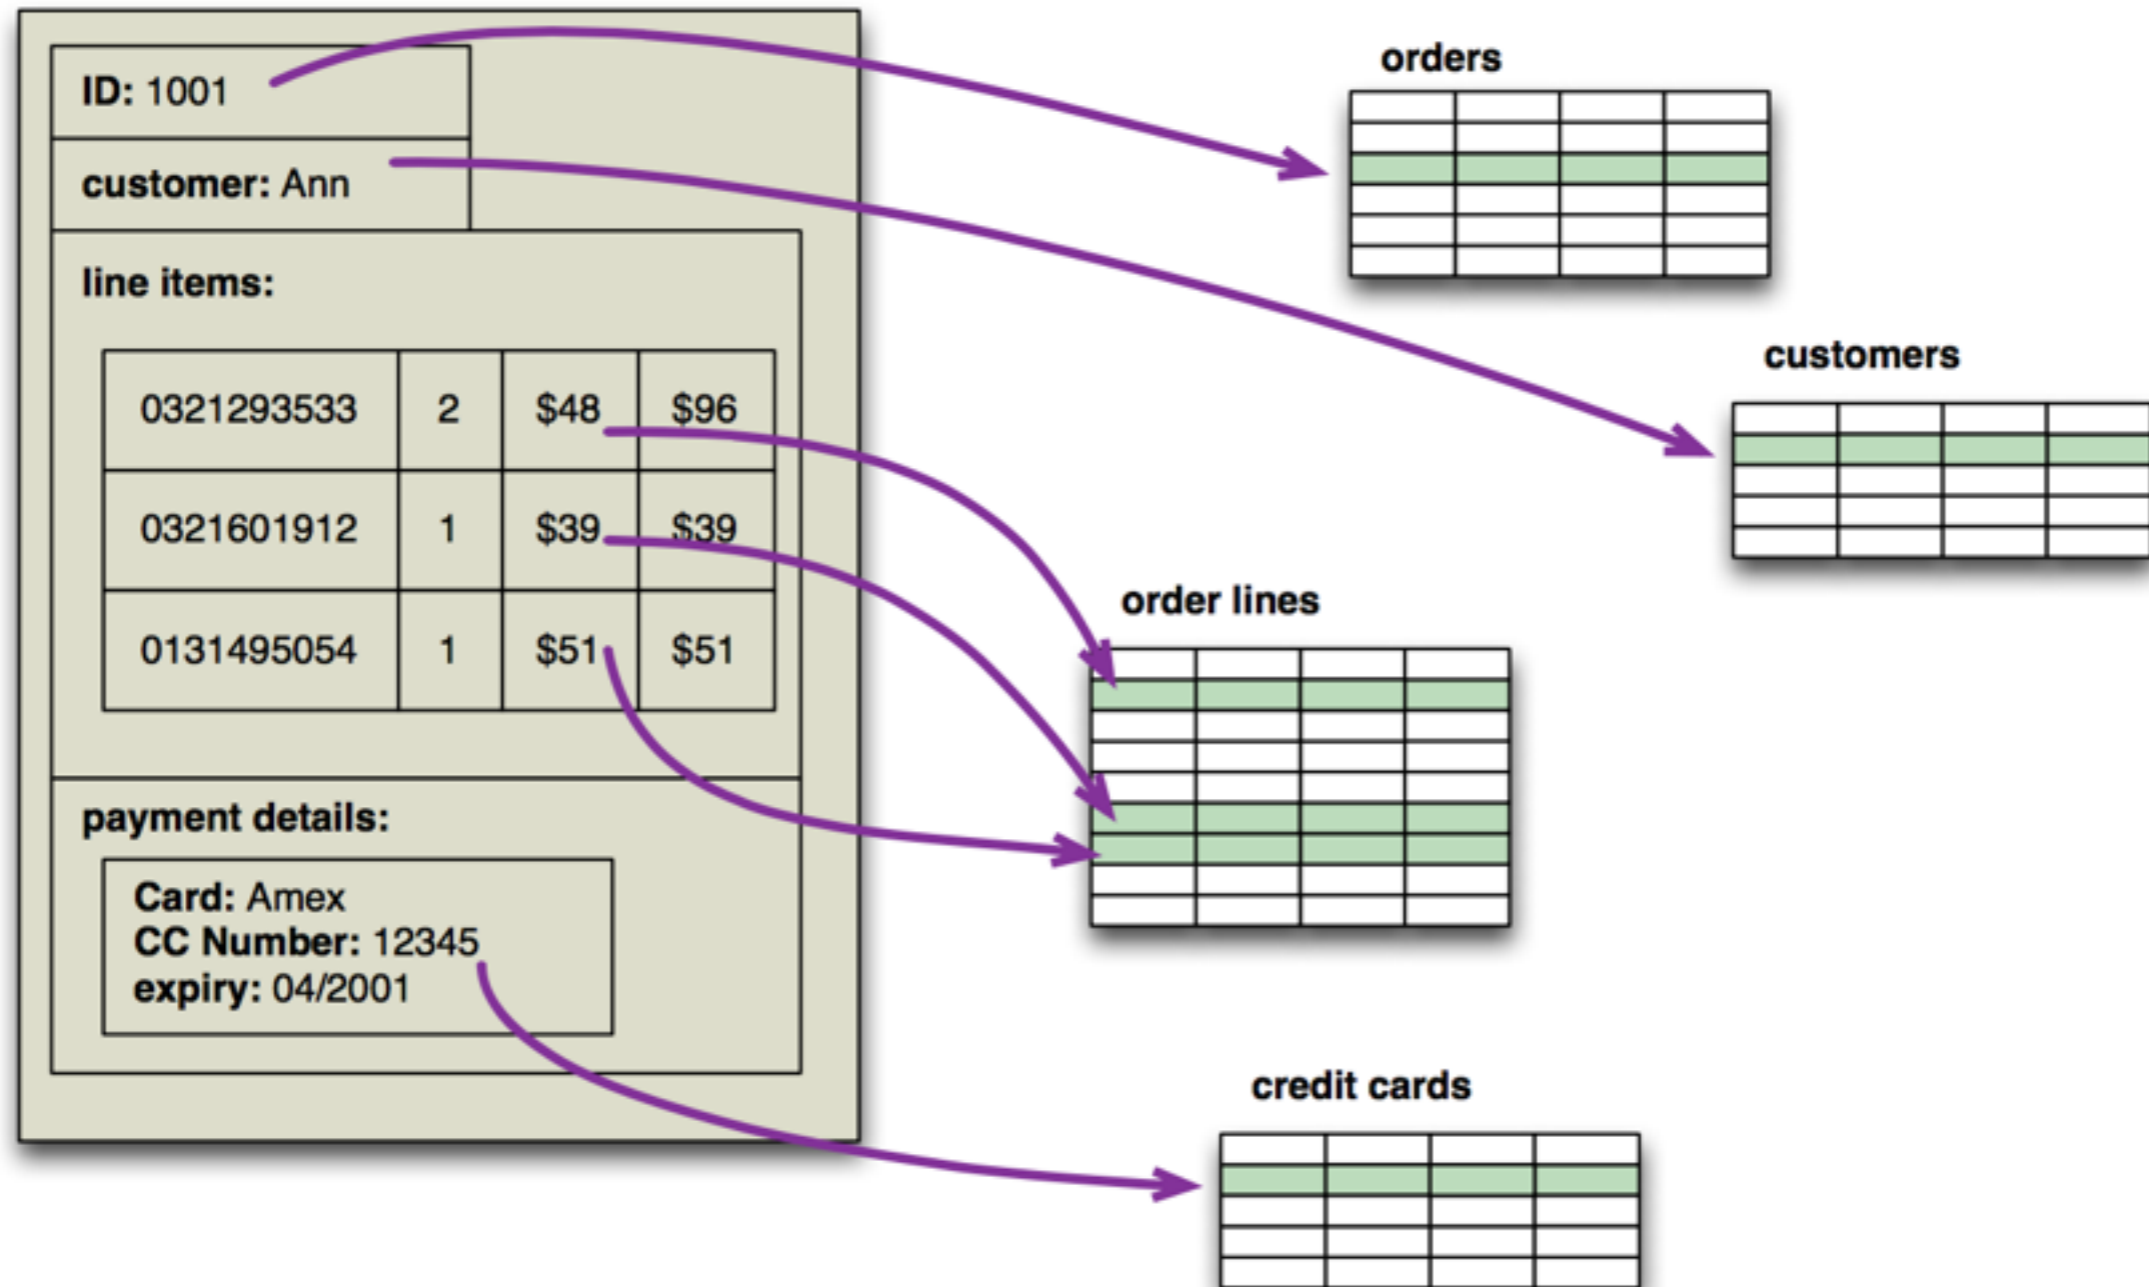 ID: 1001
customer: Ann
line items:
0321293533 2 $48 $96
0321601912 1 $39 $39
0131495054 1 $51 $51
payment details:
Card: Amex
CC Number: 12345
expiry: 04/2001
orders
customers
order lines
credit cards